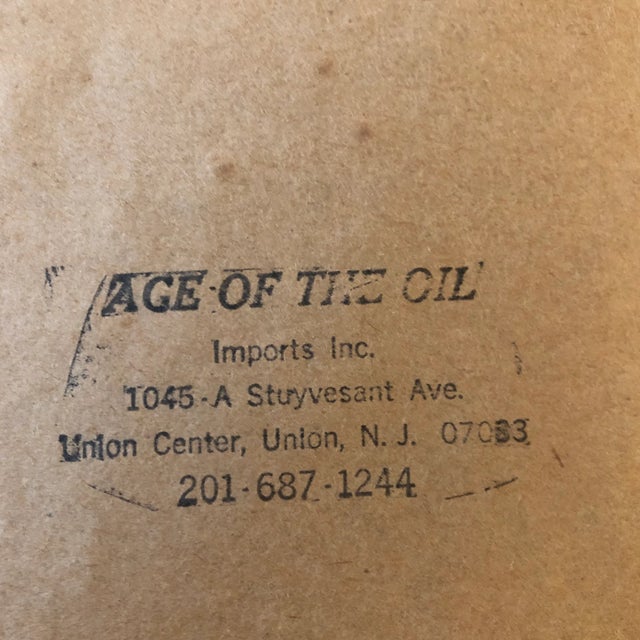 AGE OF THE OIL
Imports Inc.
1045-A Stuyvesant Ave.
Union Center, Union, N. J. 07083
201-687-1244